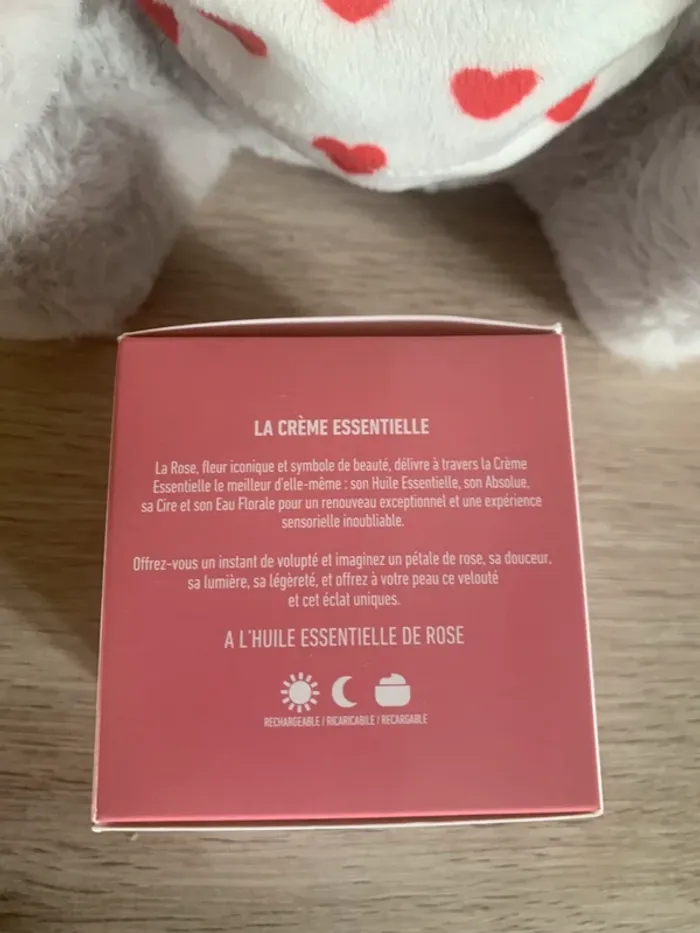 LA CRÈME ESSENTIELLE
La Rose, fleur iconique et symbole de beauté, délivre à travers la Crème
Essentielle le meilleur d'elle-même : son Huile Essentielle, son Absolue,
sa Cire et son Eau Florale pour un renouveau exceptionnel et une expérience
sensorielle inoubliable.
Offrez-vous un instant de volupté et imaginez un pétale de rose, sa douceur,
sa lumière, sa légèreté, et offrez à votre peau ce velouté
et cet éclat uniques.
A L'HUILE ESSENTIELLE DE ROSE
RECHARGEABLE / RICARICABILE / RECARGABLE